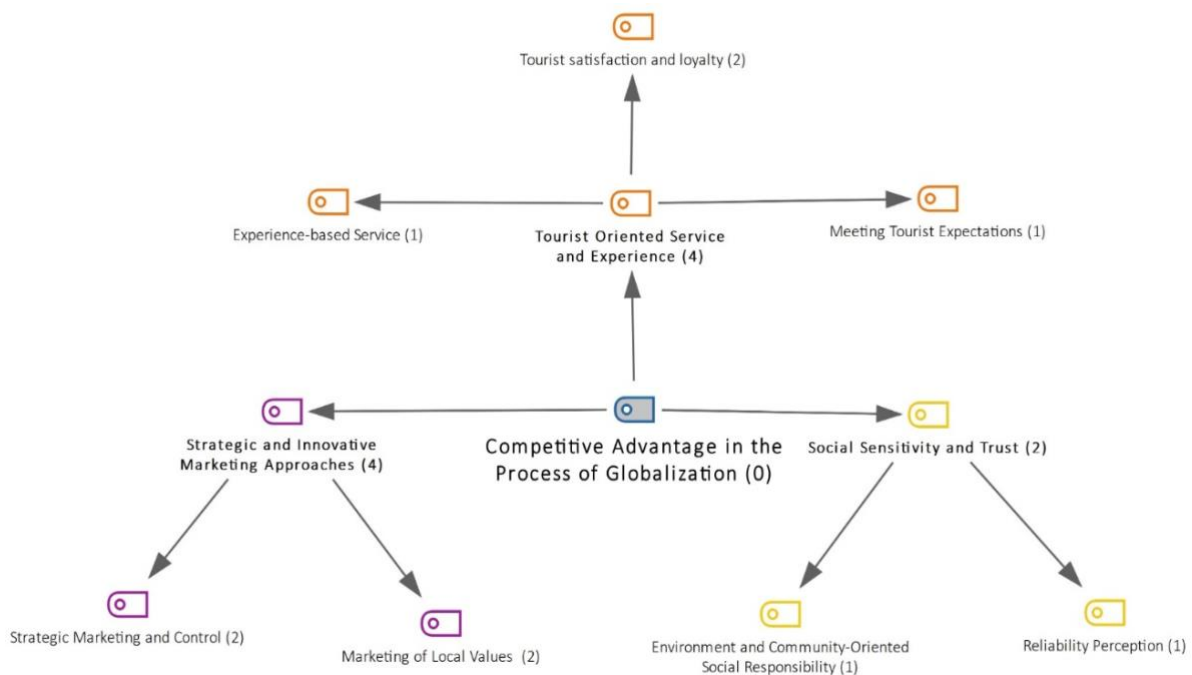 Tourist satisfaction and loyalty (2)
Experience-based Service (1)
Tourist Oriented Service
and Experience (4)
Meeting Tourist Expectations (1)
Strategic and Innovative
Marketing Approaches (4)
Competitive Advantage in the
Process of Globalization (0)
Social Sensitivity and Trust (2)
Strategic Marketing and Control (2)
Marketing of Local Values (2)
Environment and Community-Oriented
Social Responsibility (1)
Reliability Perception (1)